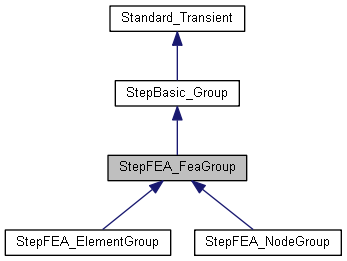 Standard_Transient
StepBasic_Group
StepFEA_FeaGroup
StepFEA_ElementGroup
StepFEA_NodeGroup